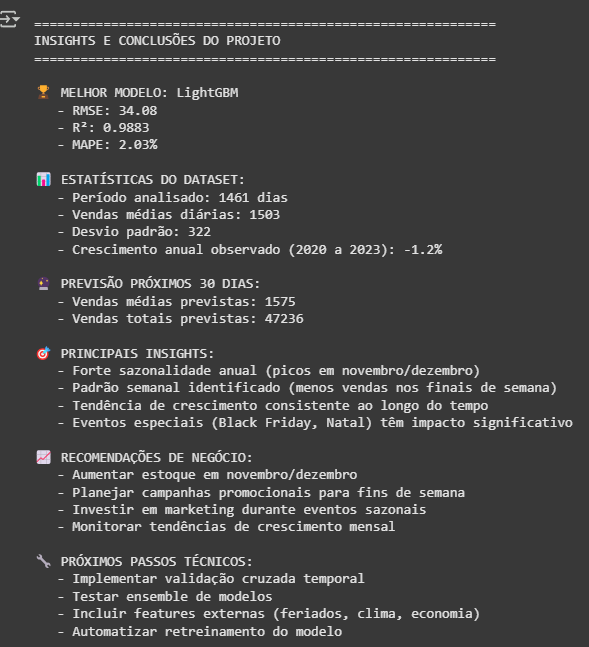 ============================================================
INSIGHTS E CONCLUSÕES DO PROJETO
============================================================
🏆 MELHOR MODELO: LightGBM
- RMSE: 34.08
- R²: 0.9883
- MAPE: 2.03%
📊 ESTATÍSTICAS DO DATASET:
- Período analisado: 1461 dias
- Vendas médias diárias: 1503
- Desvio padrão: 322
- Crescimento anual observado (2020 a 2023): -1.2%
🔮 PREVISÃO PRÓXIMOS 30 DIAS:
- Vendas médias previstas: 1575
- Vendas totais previstas: 47236
🎯 PRINCIPAIS INSIGHTS:
- Forte sazonalidade anual (picos em novembro/dezembro)
- Padrão semanal identificado (menos vendas nos finais de semana)
- Tendência de crescimento consistente ao longo do tempo
- Eventos especiais (Black Friday, Natal) têm impacto significativo
📈 RECOMENDAÇÕES DE NEGÓCIO:
- Aumentar estoque em novembro/dezembro
- Planejar campanhas promocionais para fins de semana
- Investir em marketing durante eventos sazonais
- Monitorar tendências de crescimento mensal
🔧 PRÓXIMOS PASSOS TÉCNICOS:
- Implementar validação cruzada temporal
- Testar ensemble de modelos
- Incluir features externas (feriados, clima, economia)
- Automatizar retreinamento do modelo